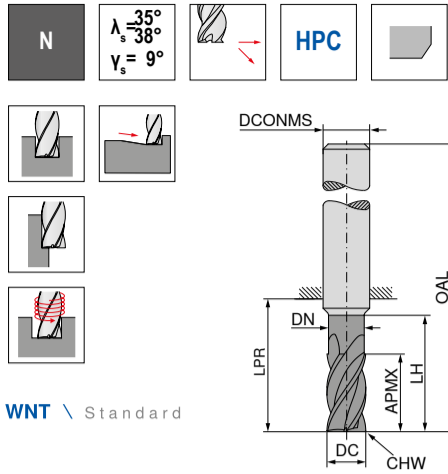 N
λs=35°
38°
γs= 9°
HPC
DCONMS
OAL
LPR
DN
APMX
LH
DC
CHW
WNT \ Standard